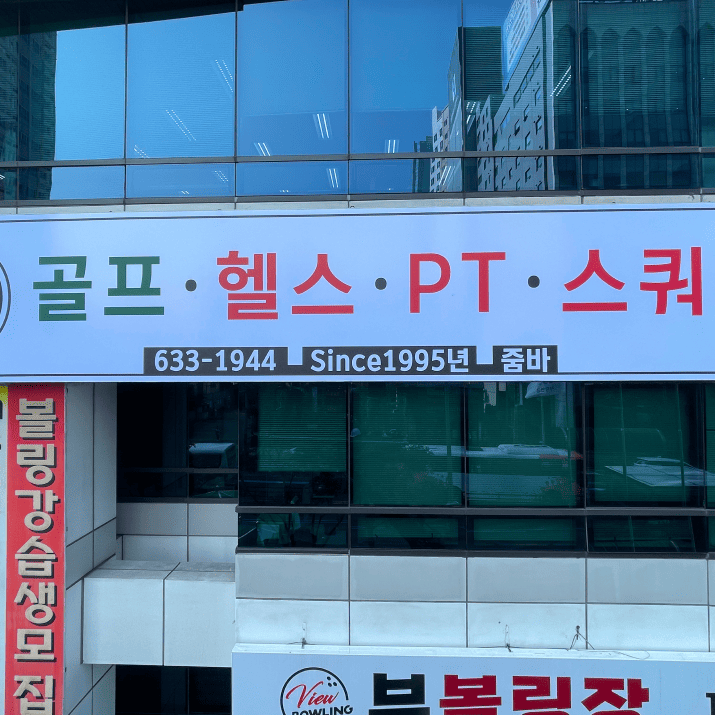 골프·헬스·PT·스쿼
633-1944 Since1995년 줌바
볼링강습생모집
View
BOWLING
뷰볼링장